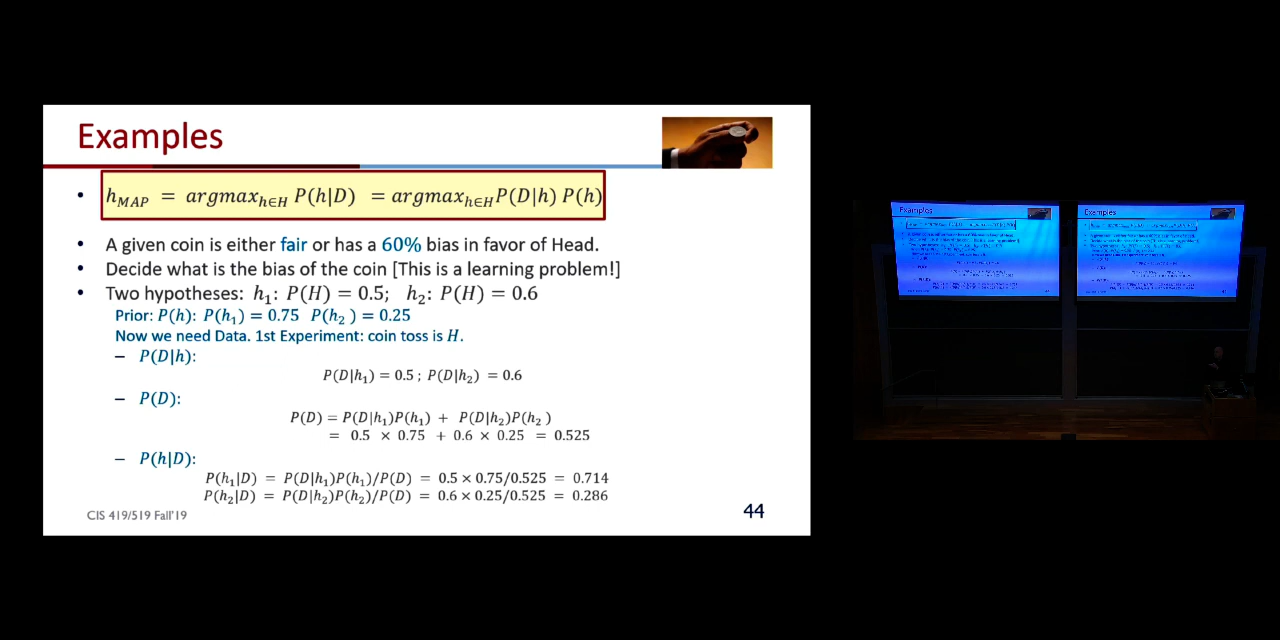 Examples
• h_MAP = argmax_{h∈H} P(h|D) = argmax_{h∈H} P(D|h) P(h)
• A given coin is either fair or has a 60% bias in favor of Head.
• Decide what is the bias of the coin [This is a learning problem!]
• Two hypotheses: h₁: P(H) = 0.5; h₂: P(H) = 0.6
Prior: P(h): P(h₁) = 0.75 P(h₂ ) = 0.25
Now we need Data. 1st Experiment: coin toss is H.
– P(D|h):
P(D|h₁) = 0.5 ; P(D|h₂) = 0.6
– P(D):
P(D) = P(D|h₁)P(h₁) + P(D|h₂)P(h₂ )
= 0.5 × 0.75 + 0.6 × 0.25 = 0.525
– P(h|D):
P(h₁|D) = P(D|h₁)P(h₁)/P(D) = 0.5 × 0.75/0.525 = 0.714
P(h₂|D) = P(D|h₂)P(h₂)/P(D) = 0.6 × 0.25/0.525 = 0.286
CIS 419/519 Fall'19
44
Examples
Examples